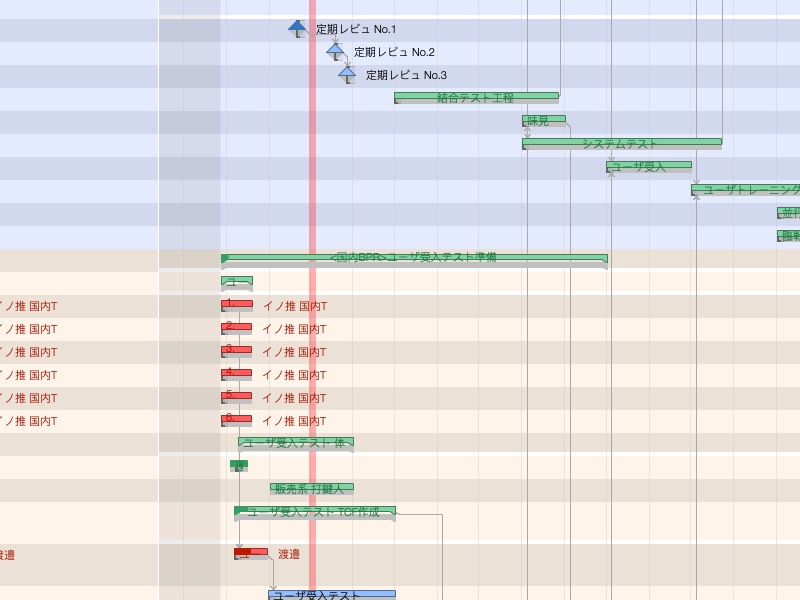 定期レビュ No.1
定期レビュ No.2
定期レビュ No.3
結合テスト工程
味見
システムテスト
ユーザ受入
ユーザトレーニング
並行
<国内BPR>ユーザ受入テスト準備
ユー
イノ推 国内T 1. イノ推 国内T
イノ推 国内T 2. イノ推 国内T
イノ推 国内T 3. イノ推 国内T
イノ推 国内T 4. イノ推 国内T
イノ推 国内T 5. イノ推 国内T
イノ推 国内T 6. イノ推 国内T
ユーザ受入テスト 体
販売系 打鍵人
ユーザ受入テスト TCF作成
渡邉 ユー 渡邉
ユーザ受入テスト